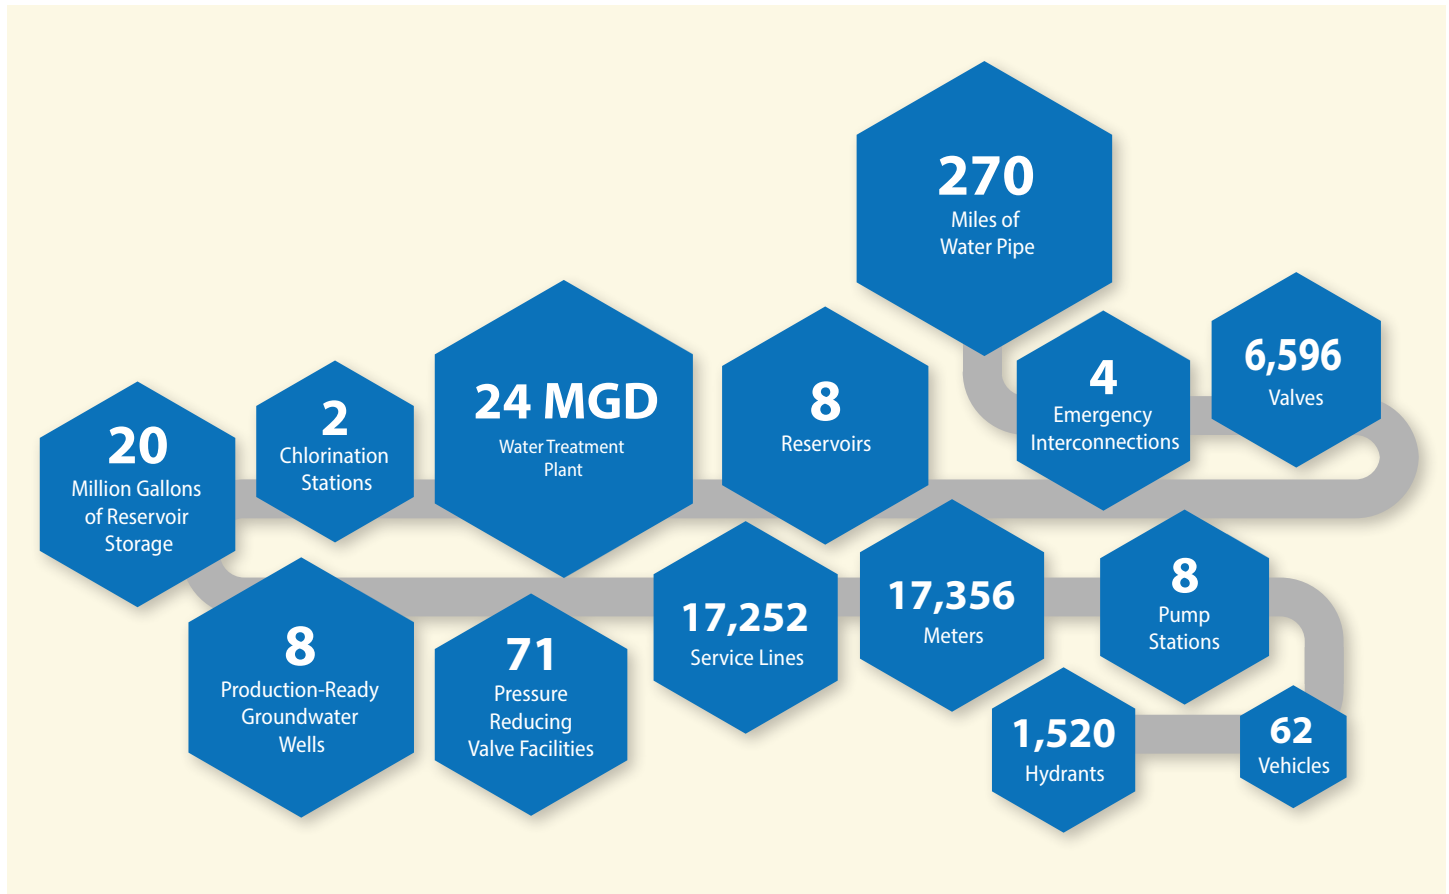 270
Miles of
Water Pipe
4
Emergency
Interconnections
6,596
Valves
8
Reservoirs
24 MGD
Water Treatment
Plant
2
Chlorination
Stations
20
Million Gallons
of Reservoir
Storage
8
Production-Ready
Groundwater
Wells
71
Pressure
Reducing
Valve Facilities
17,252
Service Lines
17,356
Meters
8
Pump
Stations
62
Vehicles
1,520
Hydrants